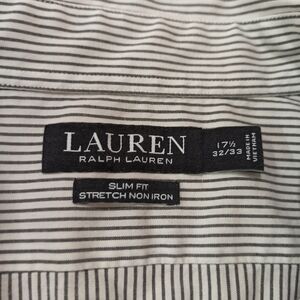 LAUREN
RALPH LAUREN
17½
32/33
MADE IN
VIETNAM
SLIM FIT
STRETCH NON IRON